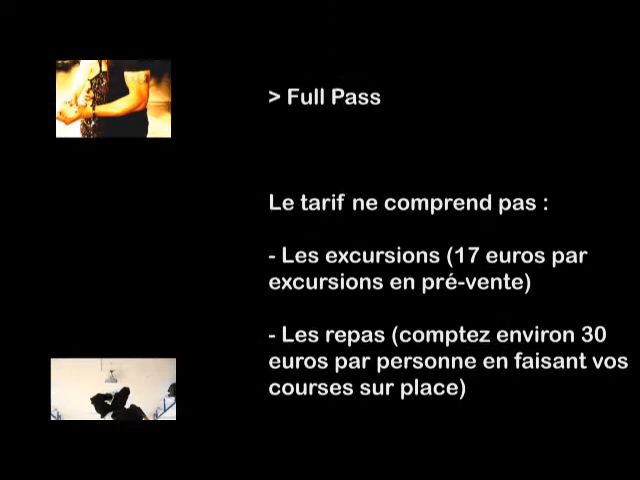 > Full Pass
Le tarif ne comprend pas :
- Les excursions (17 euros par
excursions en pré-vente)
- Les repas (comptez environ 30
euros par personne en faisant vos
courses sur place)